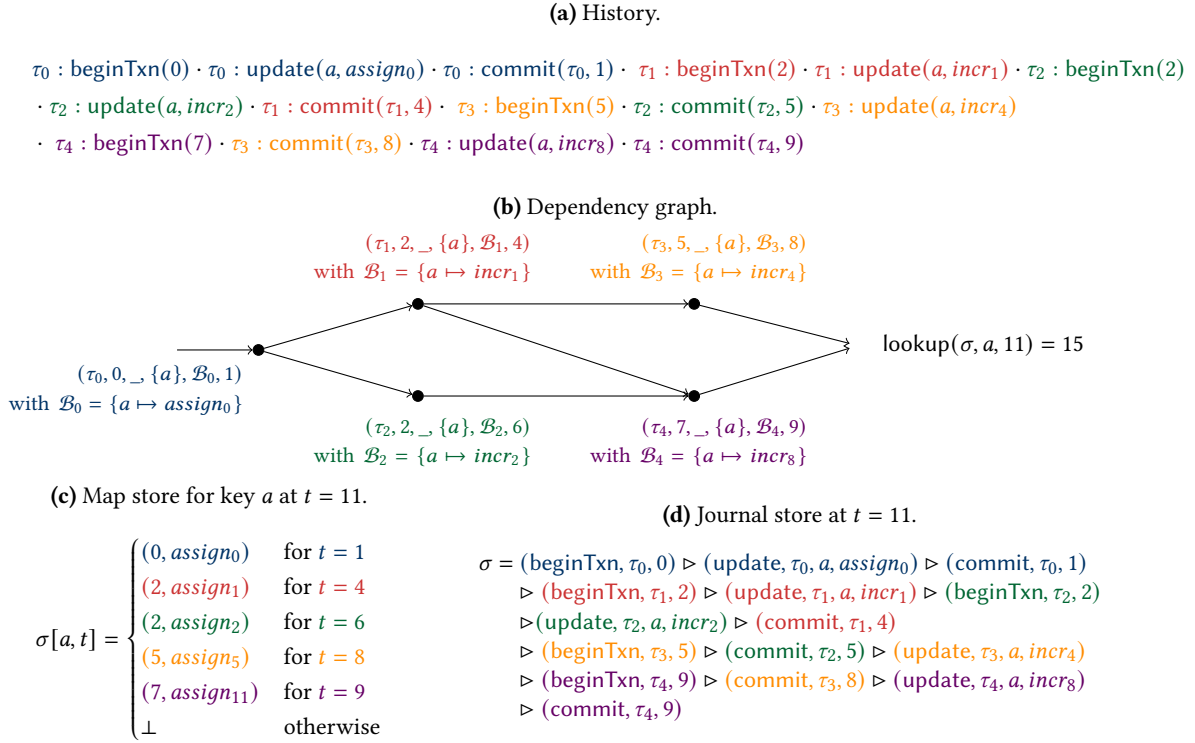 (a) History.
τ₀ : beginTxn(0) · τ₀ : update(a, assign₀) · τ₀ : commit(τ₀, 1) · τ₁ : beginTxn(2) · τ₁ : update(a, incr₁) · τ₂ : beginTxn(2)
· τ₂ : update(a, incr₂) · τ₁ : commit(τ₁, 4) · τ₃ : beginTxn(5) · τ₂ : commit(τ₂, 5) · τ₃ : update(a, incr₄)
· τ₄ : beginTxn(7) · τ₃ : commit(τ₃, 8) · τ₄ : update(a, incr₈) · τ₄ : commit(τ₄, 9)
(b) Dependency graph.
(τ₁, 2, _, {a}, ℬ₁, 4)
with ℬ₁ = {a ↦ incr₁}
(τ₃, 5, _, {a}, ℬ₃, 8)
with ℬ₃ = {a ↦ incr₄}
lookup(σ, a, 11) = 15
(τ₀, 0, _, {a}, ℬ₀, 1)
with ℬ₀ = {a ↦ assign₀}
(τ₂, 2, _, {a}, ℬ₂, 6)
with ℬ₂ = {a ↦ incr₂}
(τ₄, 7, _, {a}, ℬ₄, 9)
with ℬ₄ = {a ↦ incr₈}
(c) Map store for key a at t = 11.
σ[a, t] =
(0, assign₀) for t = 1
(2, assign₁) for t = 4
(2, assign₂) for t = 6
(5, assign₅) for t = 8
(7, assign₁₁) for t = 9
⊥ otherwise
(d) Journal store at t = 11.
σ = (beginTxn, τ₀, 0) ▹ (update, τ₀, a, assign₀) ▹ (commit, τ₀, 1)
▹ (beginTxn, τ₁, 2) ▹ (update, τ₁, a, incr₁) ▹ (beginTxn, τ₂, 2)
▹(update, τ₂, a, incr₂) ▹ (commit, τ₁, 4)
▹ (beginTxn, τ₃, 5) ▹ (commit, τ₂, 5) ▹ (update, τ₃, a, incr₄)
▹ (beginTxn, τ₄, 9) ▹ (commit, τ₃, 8) ▹ (update, τ₄, a, incr₈)
▹ (commit, τ₄, 9)